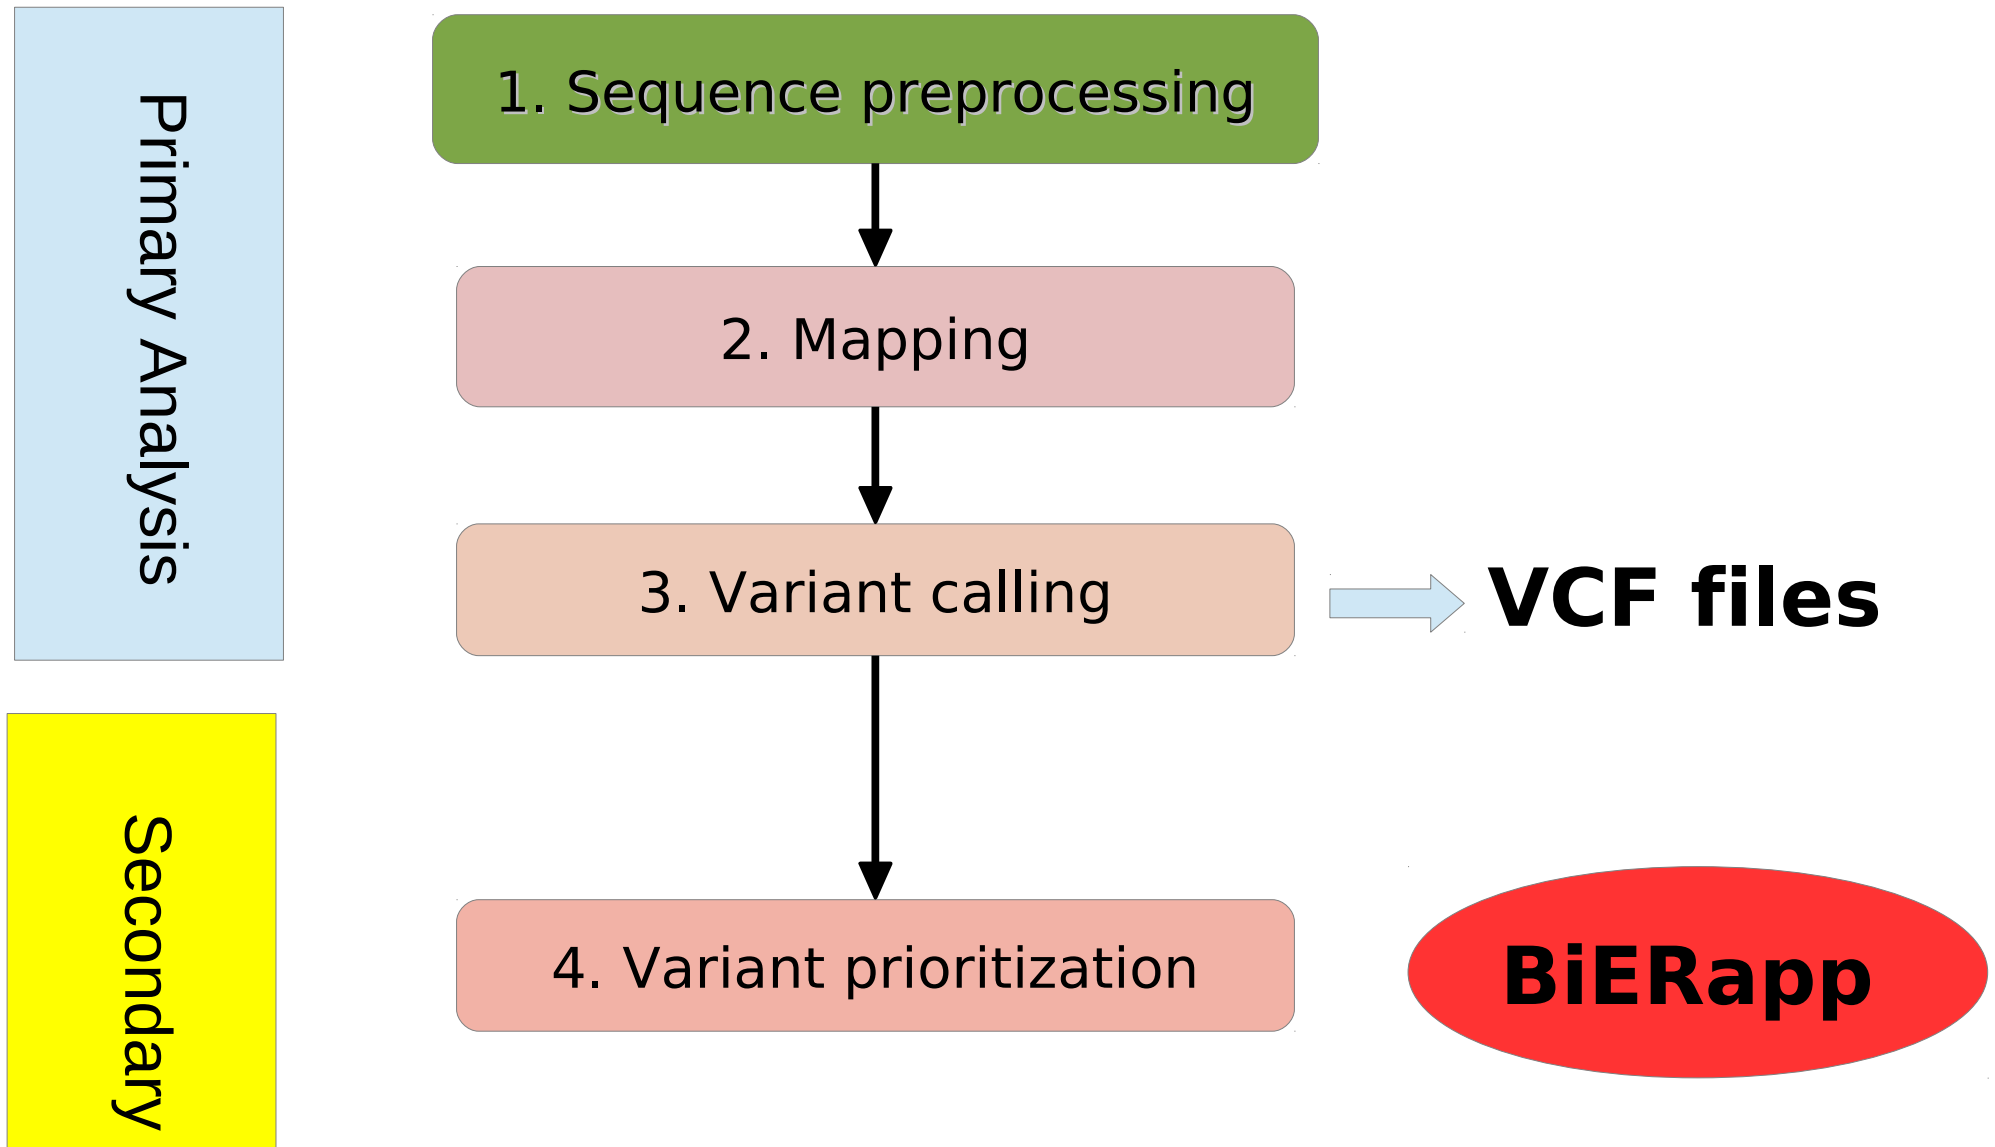 Primary Analysis
1. Sequence preprocessing
2. Mapping
3. Variant calling
VCF files
Secondary
4. Variant prioritization
BiERapp